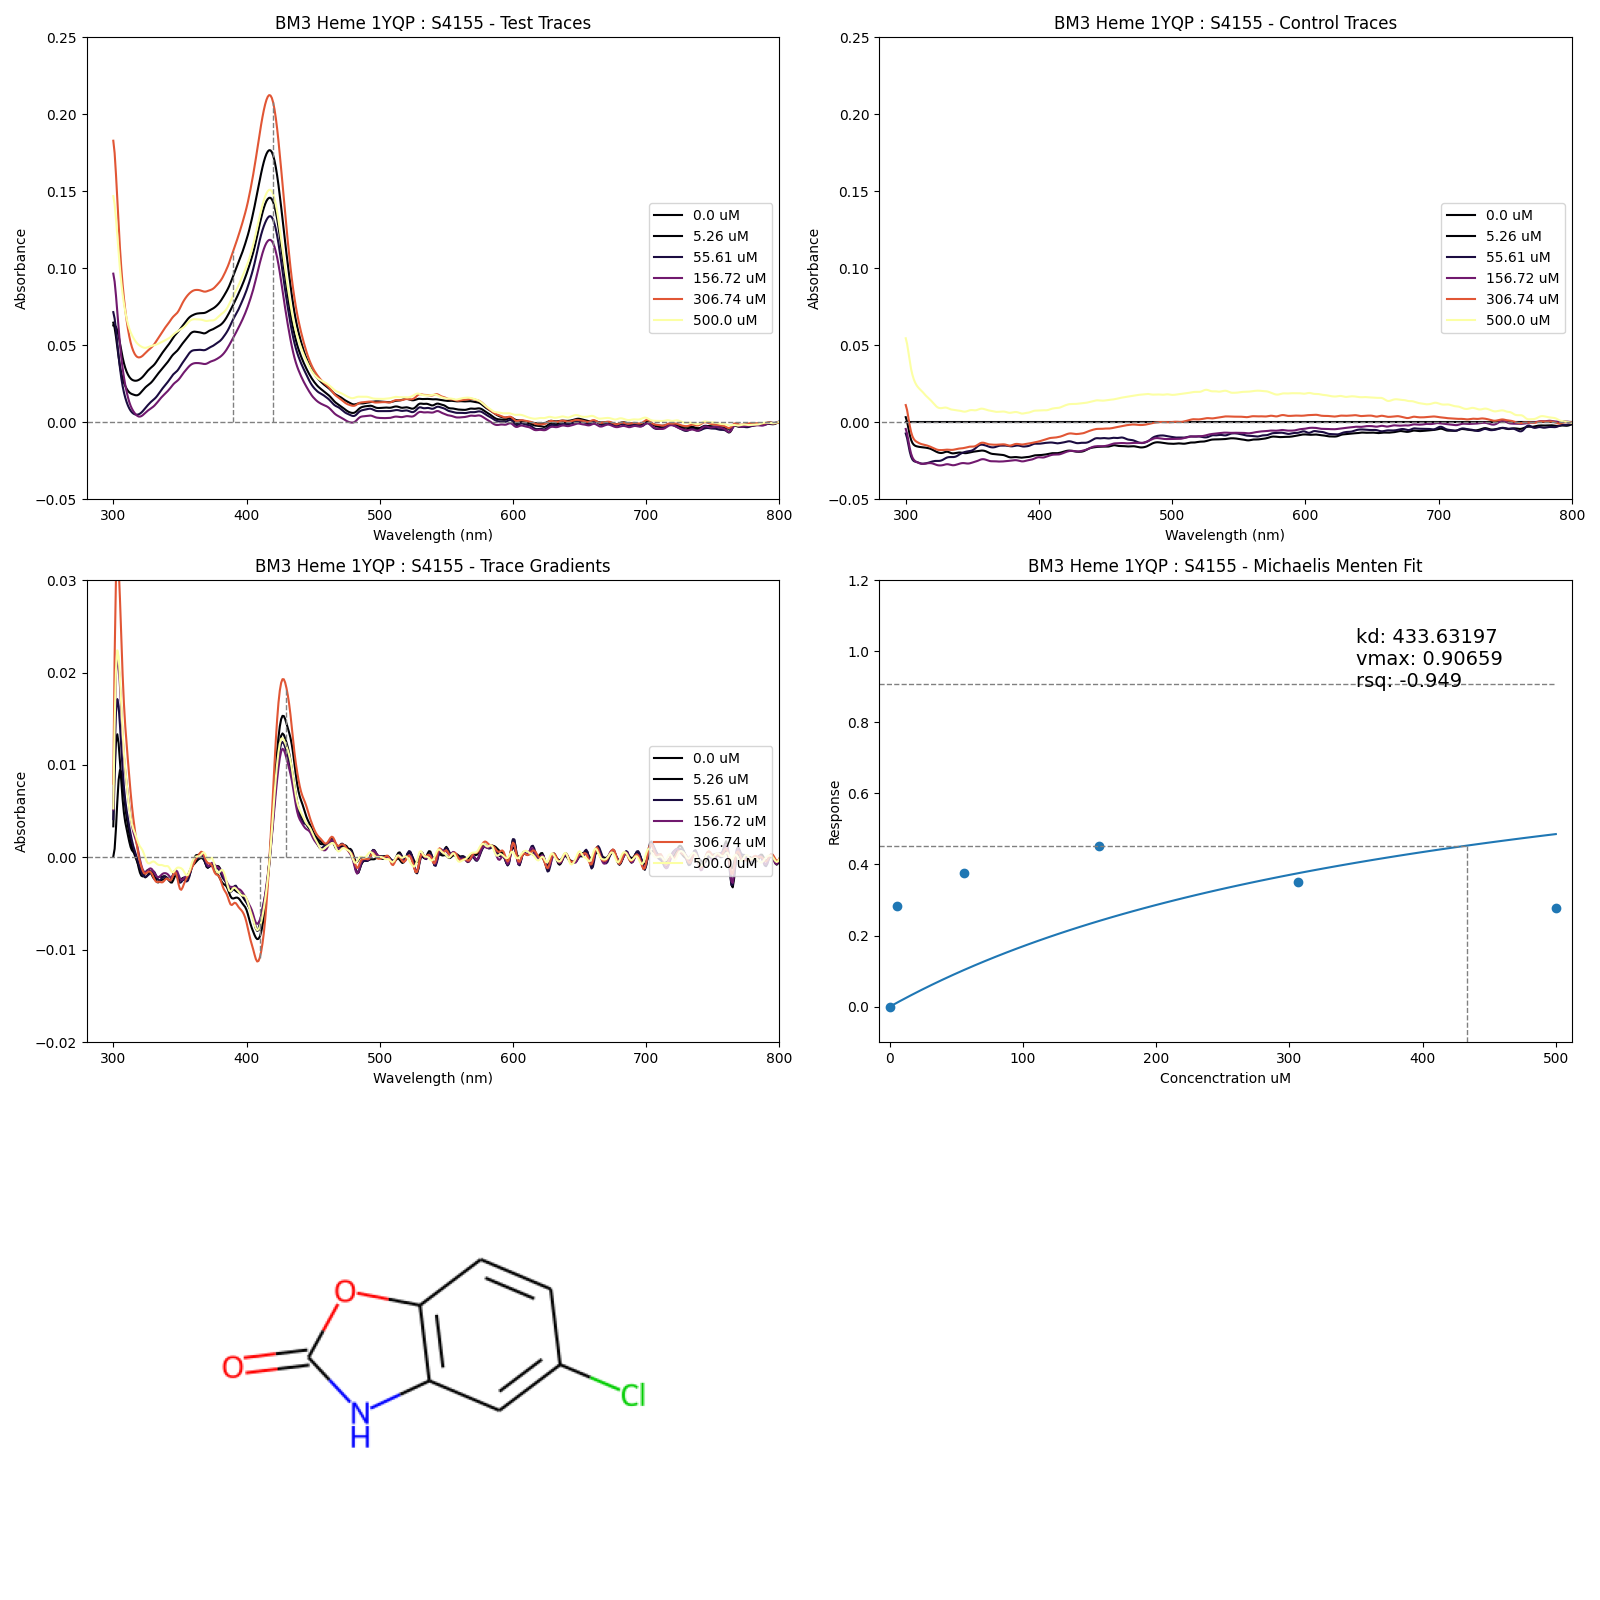 BM3 Heme 1YQP : S4155 - Test Traces
0.25
0.20
0.15
0.10
0.05
0.00
−0.05
Absorbance
300 400 500 600 700 800
Wavelength (nm)
0.0 uM
5.26 uM
55.61 uM
156.72 uM
306.74 uM
500.0 uM
BM3 Heme 1YQP : S4155 - Control Traces
0.25
0.20
0.15
0.10
0.05
0.00
−0.05
Absorbance
300 400 500 600 700 800
Wavelength (nm)
0.0 uM
5.26 uM
55.61 uM
156.72 uM
306.74 uM
500.0 uM
BM3 Heme 1YQP : S4155 - Trace Gradients
0.03
0.02
0.01
0.00
−0.01
−0.02
Absorbance
300 400 500 600 700 800
Wavelength (nm)
0.0 uM
5.26 uM
55.61 uM
156.72 uM
306.74 uM
500.0 uM
BM3 Heme 1YQP : S4155 - Michaelis Menten Fit
1.2
1.0
0.8
0.6
0.4
0.2
0.0
Response
0 100 200 300 400 500
Concenctration uM
kd: 433.63197
vmax: 0.90659
rsq: -0.949
O
O
N
H
Cl